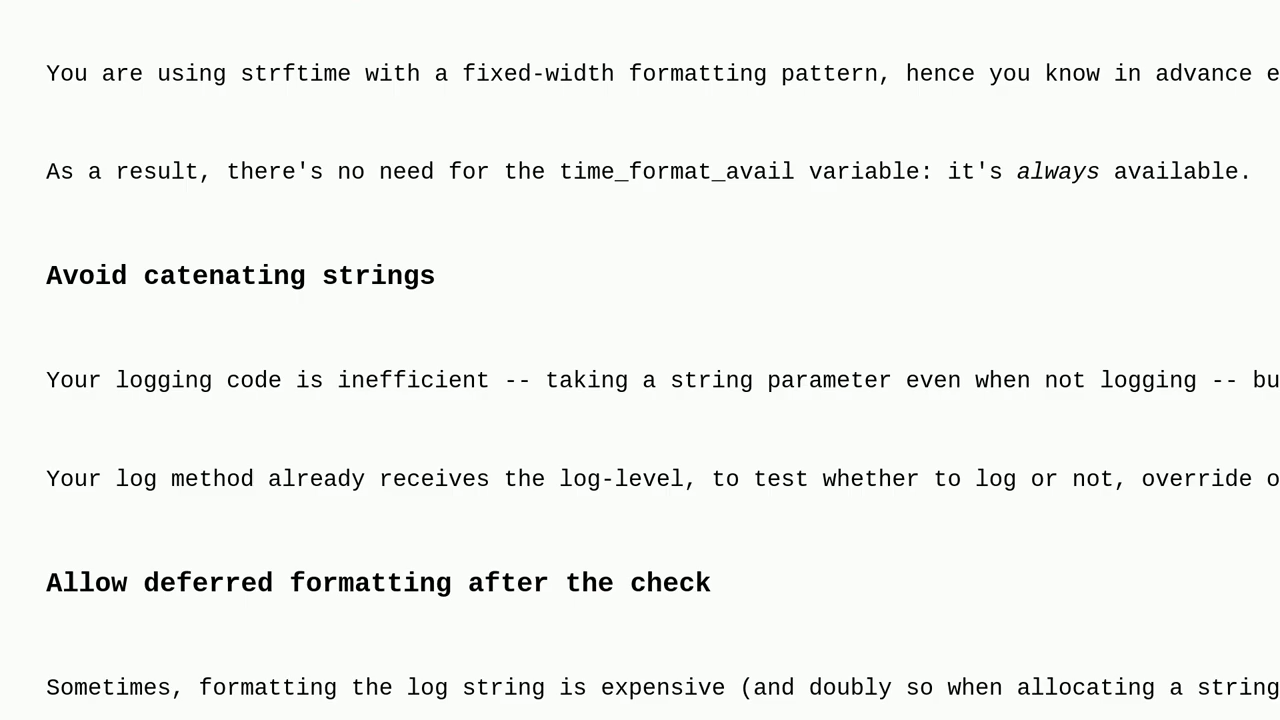 You are using strftime with a fixed-width formatting pattern, hence you know in advance
As a result, there's no need for the time_format_avail variable: it's always available.
Avoid catenating strings
Your logging code is inefficient -- taking a string parameter even when not logging --
Your log method already receives the log-level, to test whether to log or not, override
Allow deferred formatting after the check
Sometimes, formatting the log string is expensive (and doubly so when allocating a string